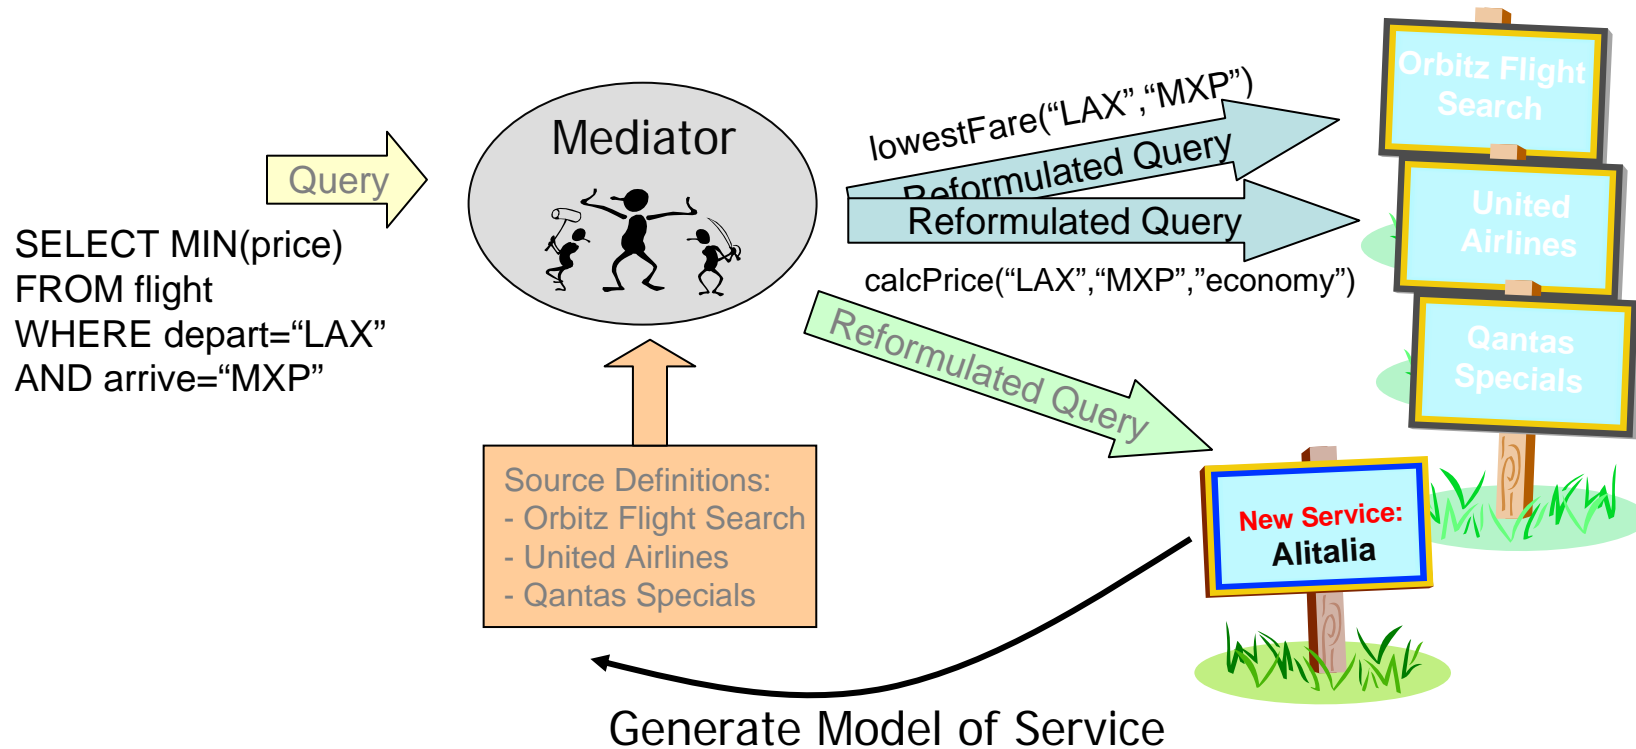 Query
SELECT MIN(price)
FROM flight
WHERE depart=“LAX”
AND arrive=“MXP”
Mediator
lowestFare(“LAX”,“MXP”)
Reformulated Query
Reformulated Query
calcPrice(“LAX”,“MXP”,”economy”)
Reformulated Query
Orbitz Flight
Search
United
Airlines
Qantas
Specials
Source Definitions:
- Orbitz Flight Search
- United Airlines
- Qantas Specials
New Service:
Alitalia
Generate Model of Service